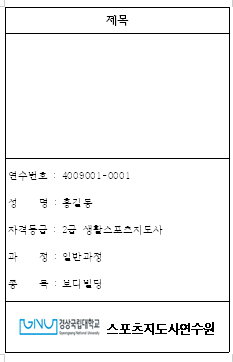 제목
연수번호 : 4009001-0001
성 명 : 홍길동
자격등급 : 2급 생활스포츠지도사
과 정 : 일반과정
종 목 : 보디빌딩
GNU 경상국립대학교 스포츠지도사연수원
Gyeongsang National University